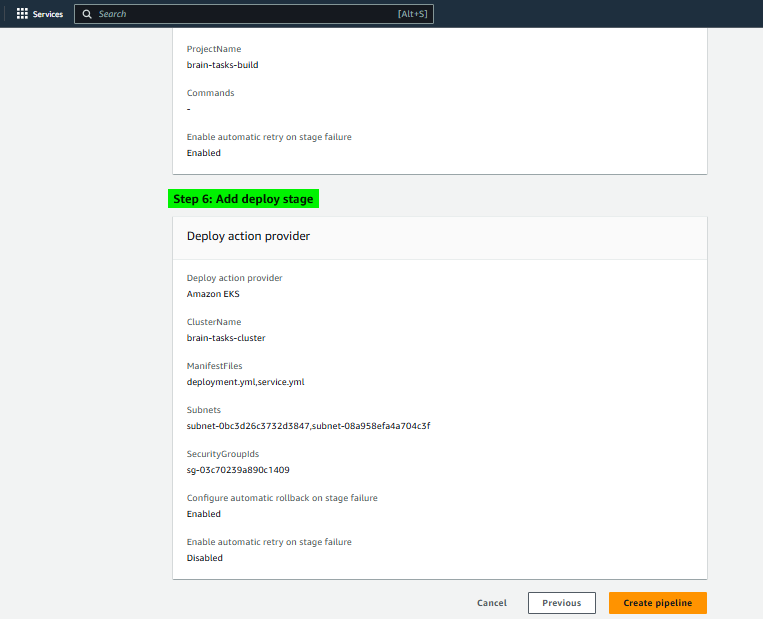 Services
Search
[Alt+S]
ProjectName
brain-tasks-build
Commands
-
Enable automatic retry on stage failure
Enabled
Step 6: Add deploy stage
Deploy action provider
Deploy action provider
Amazon EKS
ClusterName
brain-tasks-cluster
ManifestFiles
deployment.yml,service.yml
Subnets
subnet-0bc3d26c3732d3847,subnet-08a958efa4a704c3f
SecurityGroupIds
sg-03c70239a890c1409
Configure automatic rollback on stage failure
Enabled
Enable automatic retry on stage failure
Disabled
Cancel
Previous
Create pipeline